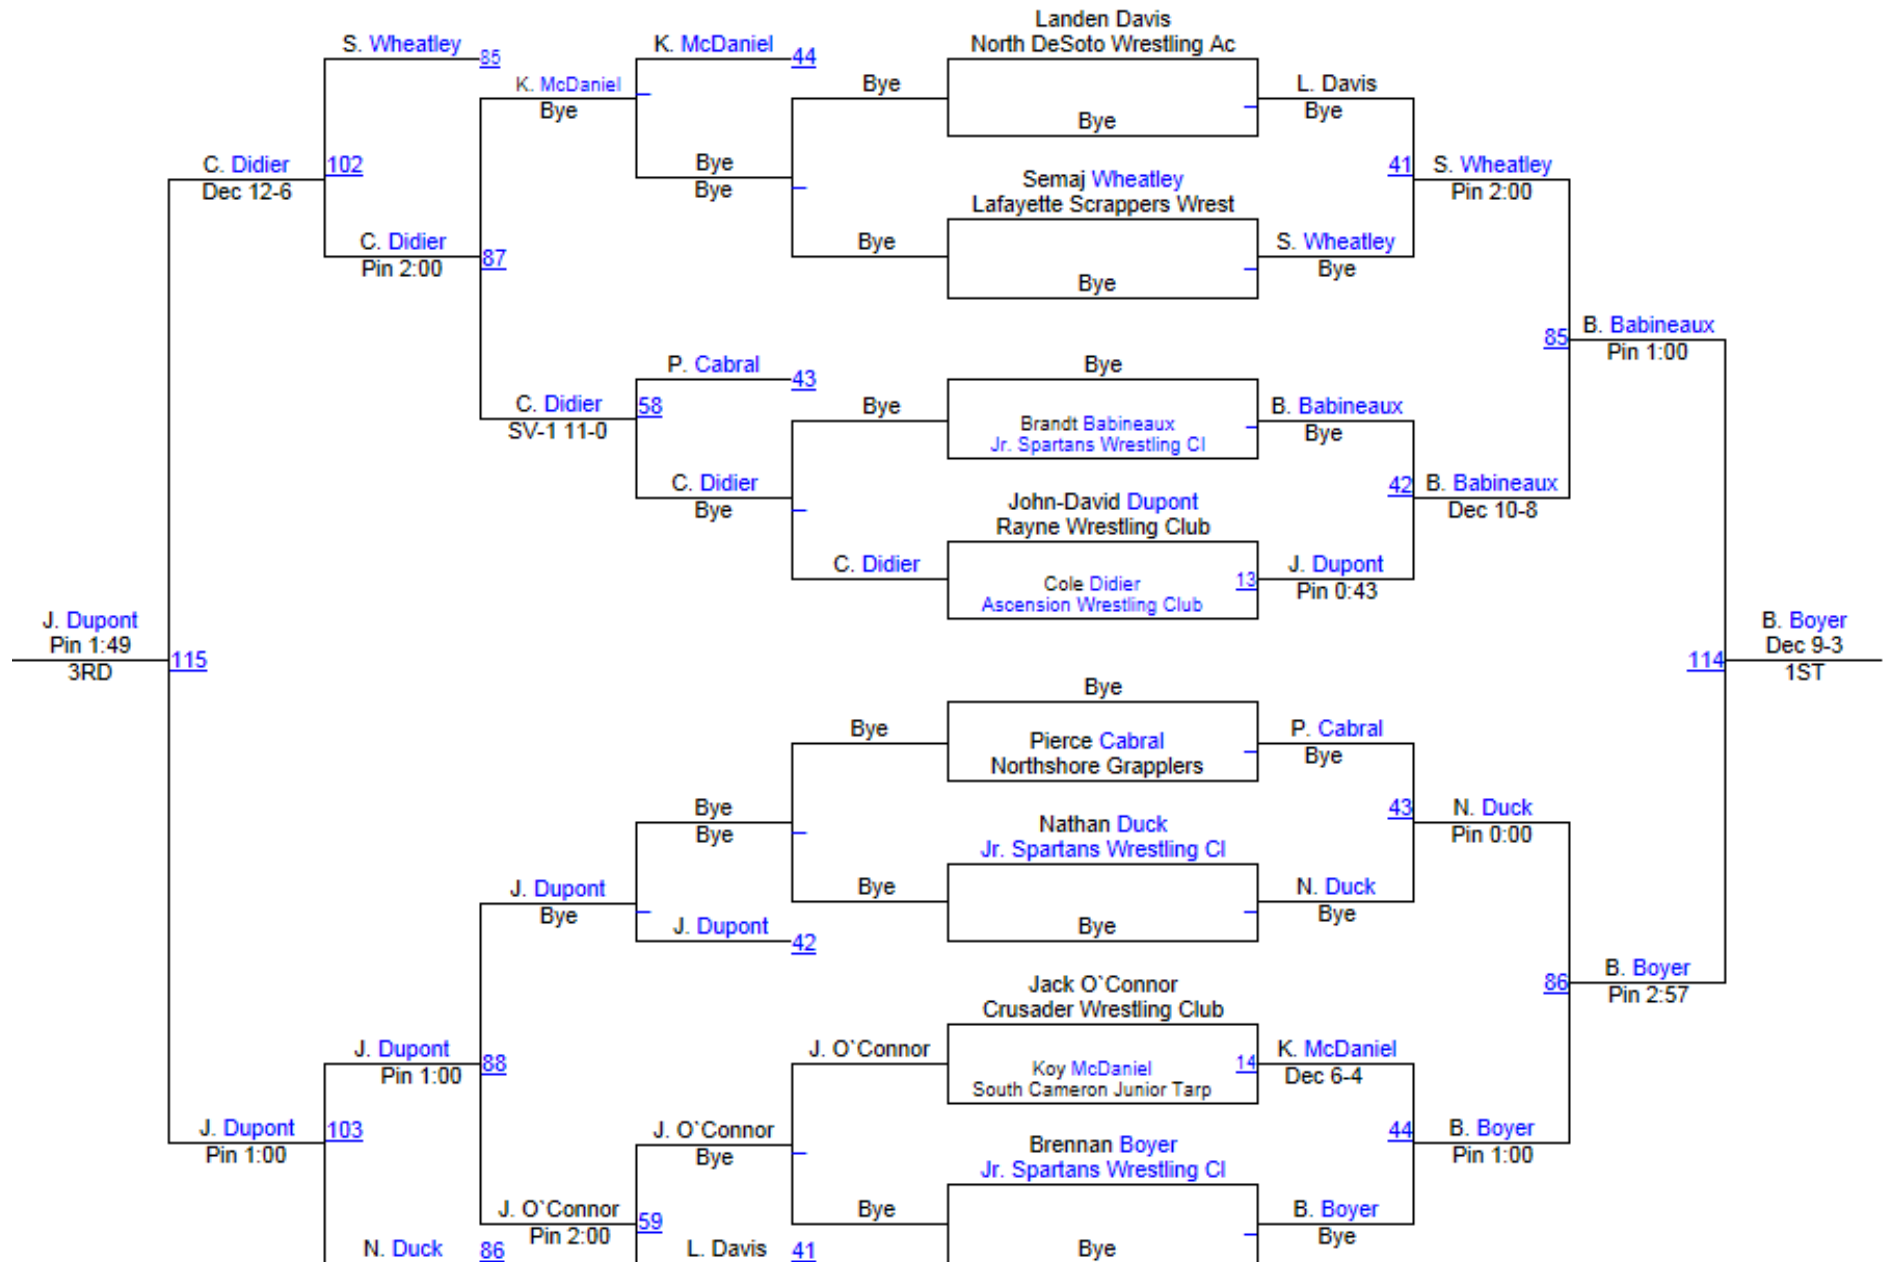 Landen Davis
S. Wheatley
K. McDaniel
North DeSoto Wrestling Ac
85
44
K. McDaniel
Bye
L. Davis
Bye
Bye
Bye
C. Didier
102
Bye
41
S. Wheatley
Dec 12-6
Bye
Semaj Wheatley
Pin 2:00
Lafayette Scrappers Wrest
C. Didier
Bye
S. Wheatley
Pin 2:00
87
Bye
Bye
85
B. Babineaux
Pin 1:00
P. Cabral
43
Bye
C. Didier
58
Bye
B. Babineaux
SV-1 11-0
Brandt Babineaux
Bye
Jr. Spartans Wrestling Cl
C. Didier
42
B. Babineaux
Bye
John-David Dupont
Dec 10-8
Rayne Wrestling Club
C. Didier
J. Dupont
Cole Didier
13
Pin 0:43
Ascension Wrestling Club
J. Dupont
Pin 1:49
115
3RD
B. Boyer
Dec 9-3
114
1ST
Bye
Bye
P. Cabral
Pierce Cabral
Bye
Northshore Grapplers
Bye
43
N. Duck
Bye
Nathan Duck
Pin 0:00
Jr. Spartans Wrestling Cl
J. Dupont
Bye
N. Duck
Bye
Bye
J. Dupont
42
Bye
86
B. Boyer
Pin 2:57
Jack O`Connor
Crusader Wrestling Club
J. Dupont
88
J. O`Connor
K. McDaniel
Pin 1:00
Koy McDaniel
14
Dec 6-4
South Cameron Junior Tarp
J. Dupont
103
J. O`Connor
44
B. Boyer
Pin 1:00
Bye
Brennan Boyer
Pin 1:00
Jr. Spartans Wrestling Cl
J. O`Connor
59
Bye
B. Boyer
Pin 2:00
Bye
N. Duck
86
L. Davis
41
Bye